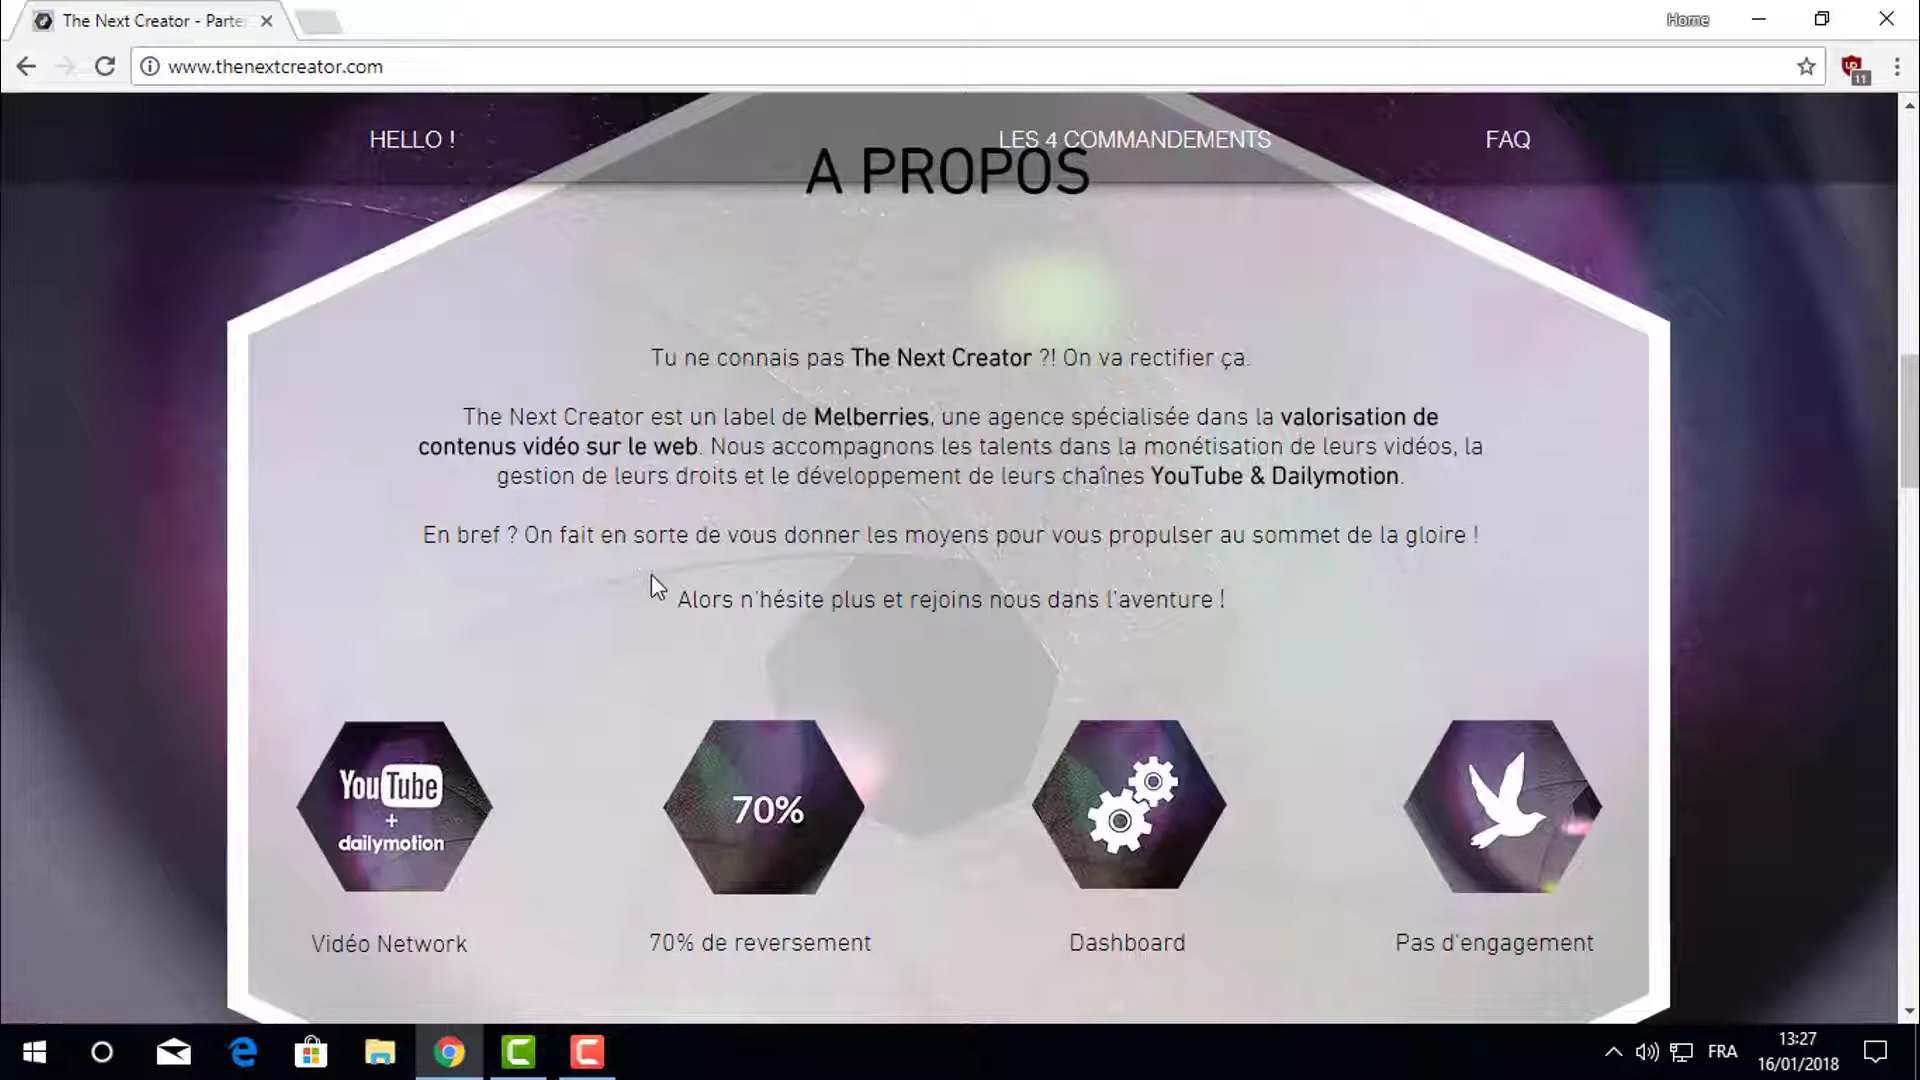 The Next Creator - Parte
Home
www.thenextcreator.com
11
HELLO !
LES 4 COMMANDEMENTS
FAQ
A PROPOS
Tu ne connais pas The Next Creator ?! On va rectifier ça.
The Next Creator est un label de Melberries, une agence spécialisée dans la valorisation de
contenus vidéo sur le web. Nous accompagnons les talents dans la monétisation de leurs vidéos, la
gestion de leurs droits et le développement de leurs chaînes YouTube & Dailymotion.
En bref ? On fait en sorte de vous donner les moyens pour vous propulser au sommet de la gloire !
Alors n'hésite plus et rejoins nous dans l'aventure !
YouTube
+
dailymotion
70%
Vidéo Network
70% de reversement
Dashboard
Pas d'engagement
FRA
13:27
16/01/2018